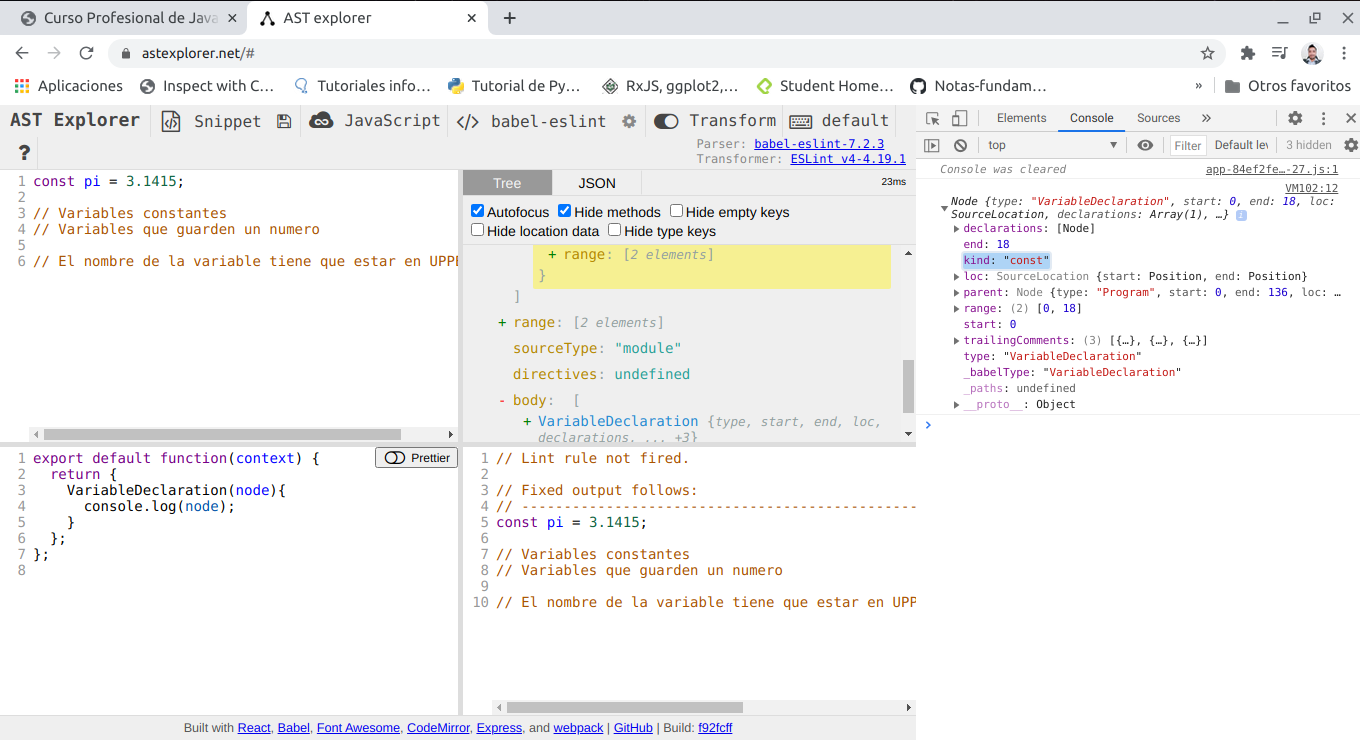 Curso Profesional de Java
AST explorer
astexplorer.net/#
Aplicaciones
Inspect with C…
Tutoriales info…
Tutorial de Py…
RxJS, ggplot2,…
Student Home…
Notas-fundam…
»
Otros favoritos
AST Explorer
Snippet
JavaScript
</> babel-eslint
Transform
default
?
Parser: babel-eslint-7.2.3
Transformer: ESLint v4-4.19.1
1 const pi = 3.1415;
2
3 // Variables constantes
4 // Variables que guarden un numero
5
6 // El nombre de la variable tiene que estar en UPPE
Tree
JSON
23ms
Autofocus Hide methods Hide empty keys
Hide location data Hide type keys
+ range: [2 elements]
}
]
+ range: [2 elements]
sourceType: "module"
directives: undefined
- body: [
+ VariableDeclaration {type, start, end, loc,
declarations, ... +3}
1 export default function(context) {
2 return {
3 VariableDeclaration(node){
4 console.log(node);
5 }
6 };
7 };
8
Prettier
1 // Lint rule not fired.
2
3 // Fixed output follows:
4 // -----------------------------------------------
5 const pi = 3.1415;
6
7 // Variables constantes
8 // Variables que guarden un numero
9
10 // El nombre de la variable tiene que estar en UPP
Elements
Console
Sources
»
top
Filter
Default lev
3 hidden
Console was cleared
app-84ef2fe…-27.js:1
VM102:12
Node {type: "VariableDeclaration", start: 0, end: 18, loc:
SourceLocation, declarations: Array(1), …}
declarations: [Node]
end: 18
kind: "const"
loc: SourceLocation {start: Position, end: Position}
parent: Node {type: "Program", start: 0, end: 136, loc: …
range: (2) [0, 18]
start: 0
trailingComments: (3) [{…}, {…}, {…}]
type: "VariableDeclaration"
_babelType: "VariableDeclaration"
_paths: undefined
__proto__: Object
Built with React, Babel, Font Awesome, CodeMirror, Express, and webpack | GitHub | Build: f92fcff